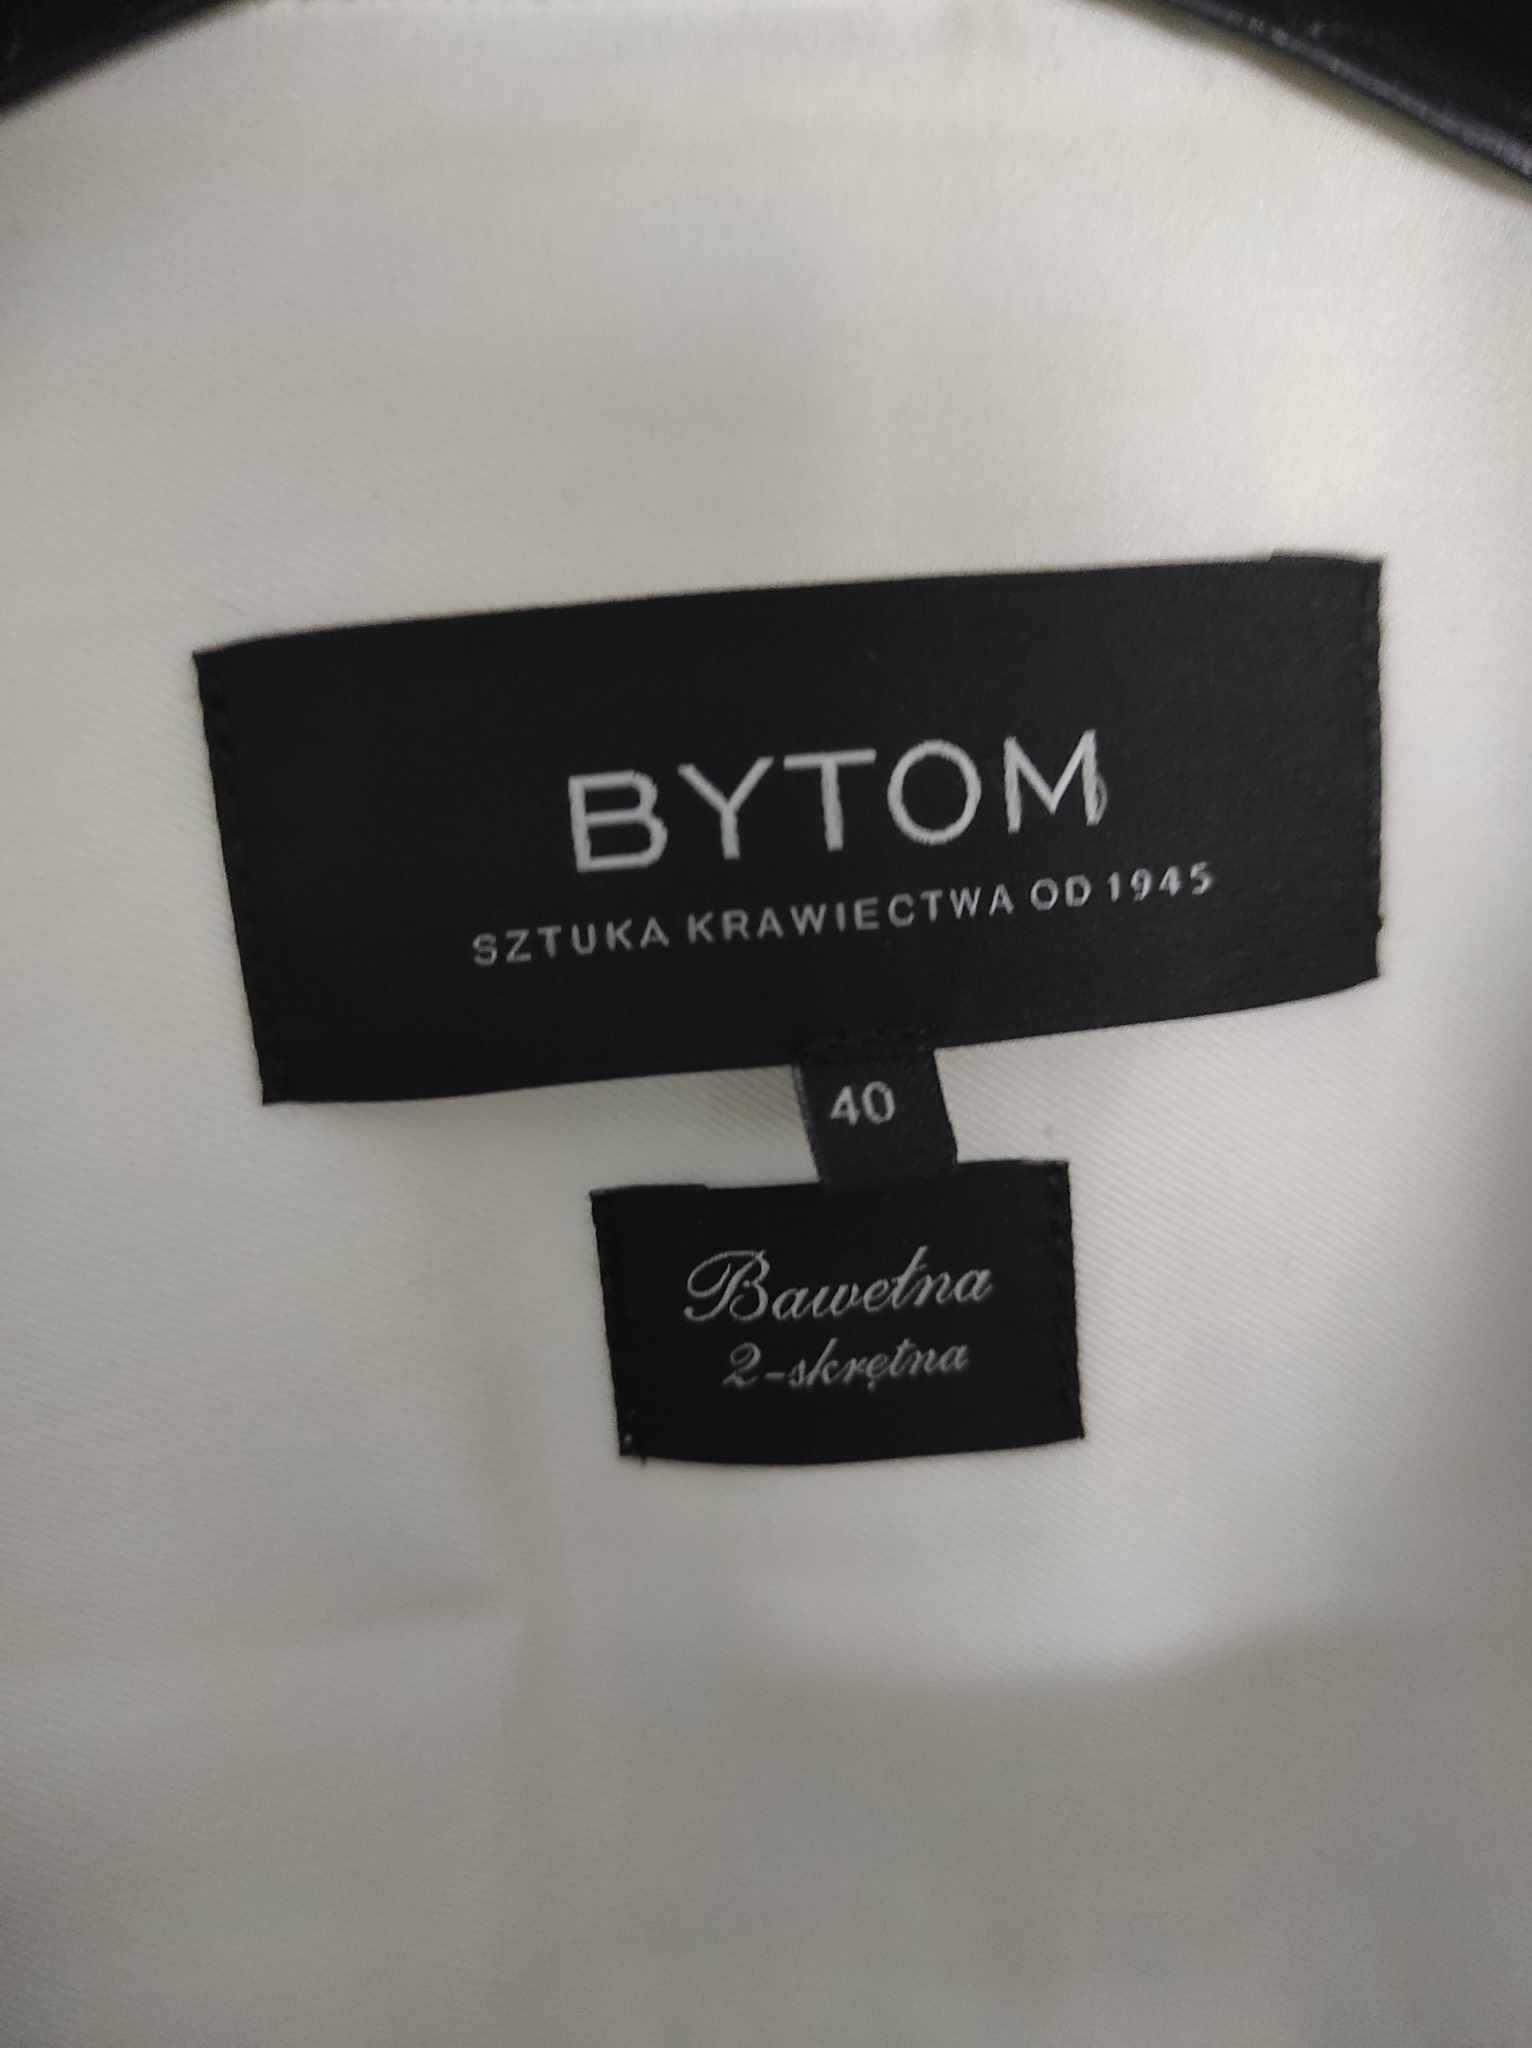 BYTOM
SZTUKA KRAWIECTWA OD 1945
40
Bawełna
2-skrętna